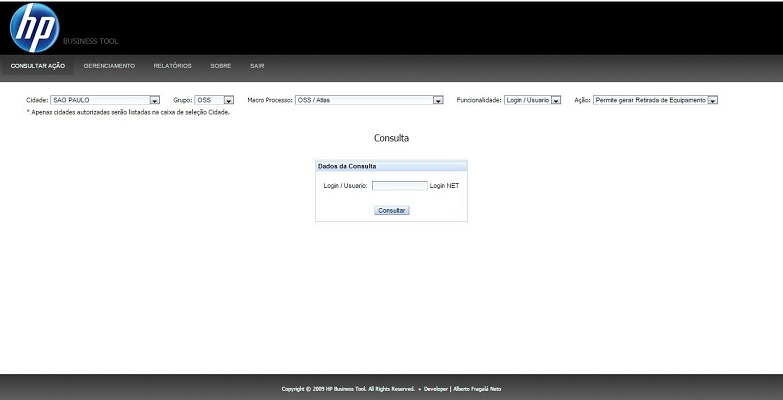 hp BUSINESS TOOL
CONSULTAR AÇÃO GERENCIAMENTO RELATÓRIOS SOBRE SAIR
Cidade: SAO PAULO Grupo: OSS Macro Processo: OSS / Atlas Funcionalidade: Login / Usuario Ação: Permite gerar Retirada de Equipamento
* Apenas cidades autorizadas serão listadas na caixa de seleção Cidade.
Consulta
Dados da Consulta
Login / Usuario: Login NET
Consultar
Copyright © 2009 HP Business Tool. All Rights Reserved. • Developer | Alberto Fragalá Neto